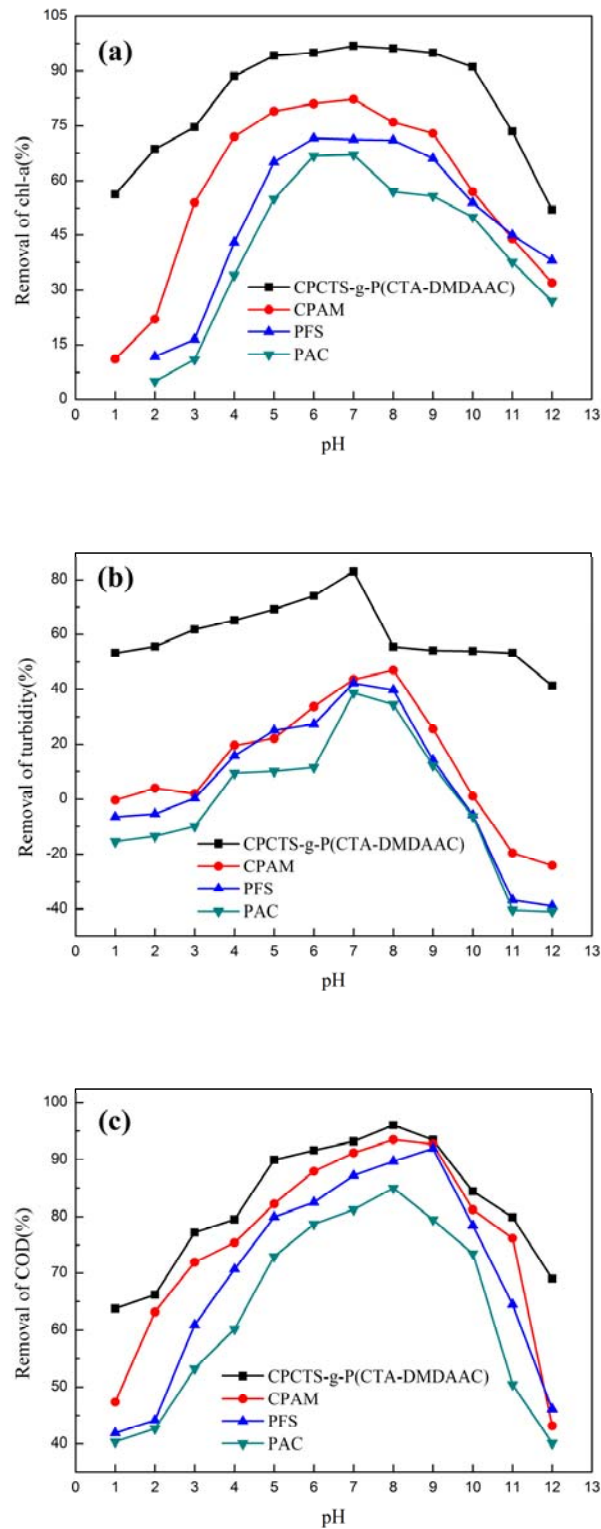 (a)
Removal of chl-a(%)
105
90
75
60
45
30
15
0
CPCTS-g-P(CTA-DMDAAC)
CPAM
PFS
PAC
0 1 2 3 4 5 6 7 8 9 10 11 12 13
pH
(b)
Removal of turbidity(%)
80
60
40
20
0
-20
-40
CPCTS-g-P(CTA-DMDAAC)
CPAM
PFS
PAC
0 1 2 3 4 5 6 7 8 9 10 11 12 13
pH
(c)
Removal of COD(%)
100
90
80
70
60
50
40
CPCTS-g-P(CTA-DMDAAC)
CPAM
PFS
PAC
0 1 2 3 4 5 6 7 8 9 10 11 12 13
pH